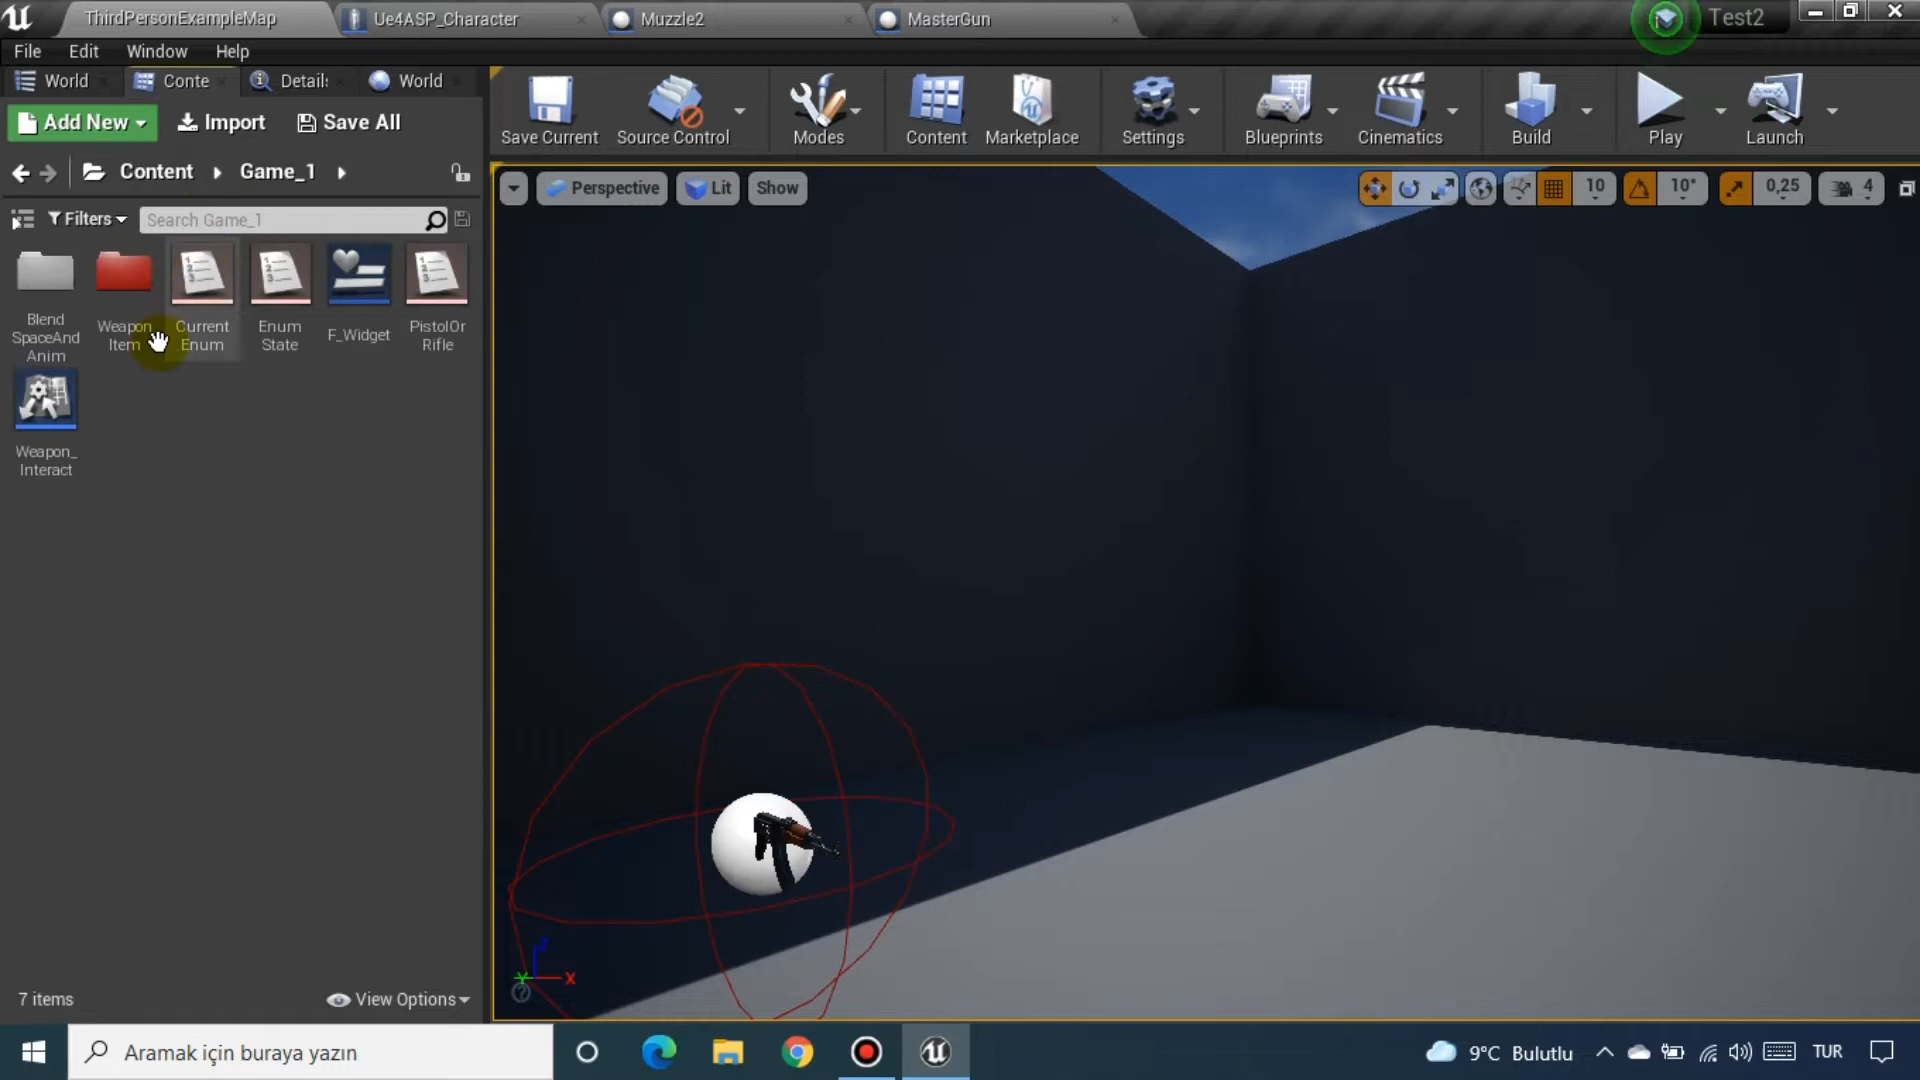 ThirdPersonExampleMap
Ue4ASP_Character
Muzzle2
MasterGun
Test2
File Edit Window Help
World
Conte
Details
World
Add New
Import
Save All
Save Current
Source Control
Modes
Content
Marketplace
Settings
Blueprints
Cinematics
Build
Play
Launch
Content
Game_1
Perspective
Lit
Show
10
10°
0,25
4
Filters
Search Game_1
Blend
SpaceAnd
Anim
Weapon
Item
Current
Enum
Enum
State
F_Widget
PistolOr
Rifle
Weapon_
Interact
Z
Y
X
7 items
View Options
Aramak için buraya yazın
9°C Bulutlu
TUR